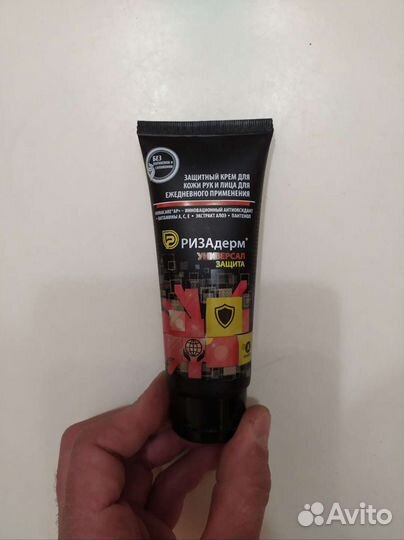 БЕЗ
ЗАЩИТНЫЙ КРЕМ ДЛЯ
КОЖИ РУК И ЛИЦА ДЛЯ
ЕЖЕДНЕВНОГО ПРИМЕНЕНИЯ
"АР" • ИННОВАЦИОННЫЙ АНТИОКСИДАНТ
• ВИТАМИНЫ А, С, Е • ЭКСТРАКТ АЛОЭ • ПАНТЕНОЛ
РИЗАдерм®
УНИВЕРСАЛ
ЗАЩИТА
Avito